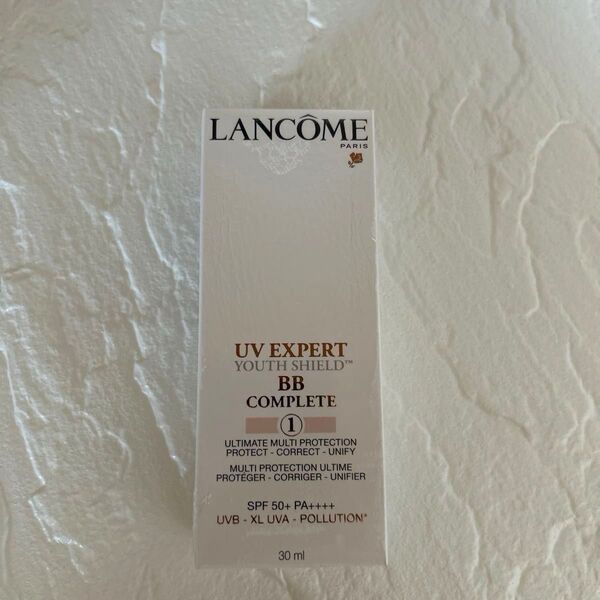 LANCÔME
PARIS
UV EXPERT
YOUTH SHIELD™
BB
COMPLETE
1
ULTIMATE MULTI PROTECTION
PROTECT - CORRECT - UNIFY
MULTI PROTECTION ULTIME
PROTÉGER - CORRIGER - UNIFIER
SPF 50+ PA++++
UVB - XL UVA - POLLUTION*
30 ml